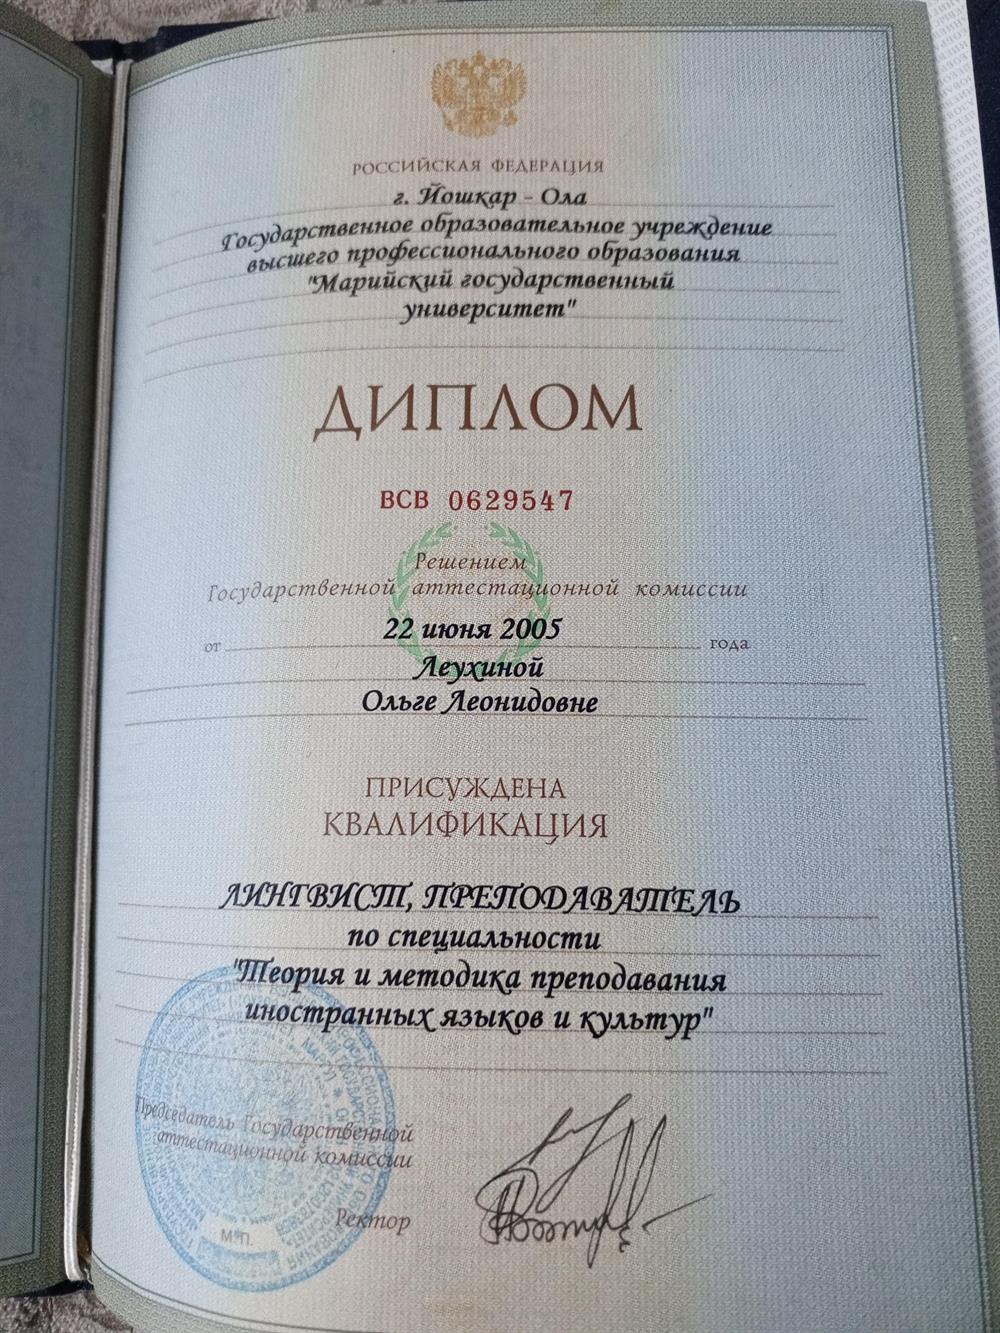 РОССИЙСКАЯ ФЕДЕРАЦИЯ
г. Йошкар - Ола
Государственное образовательное учреждение
высшего профессионального образования
"Марийский государственный
университет"
ДИПЛОМ
ВСВ 0629547
Решением
Государственной аттестационной комиссии
от 22 июня 2005 года
Леухиной
Ольге Леонидовне
ПРИСУЖДЕНА
КВАЛИФИКАЦИЯ
ЛИНГВИСТ, ПРЕПОДАВАТЕЛЬ
по специальности
"Теория и методика преподавания
иностранных языков и культур"
Председатель Государственной
аттестационной комиссии
Ректор
М.П.